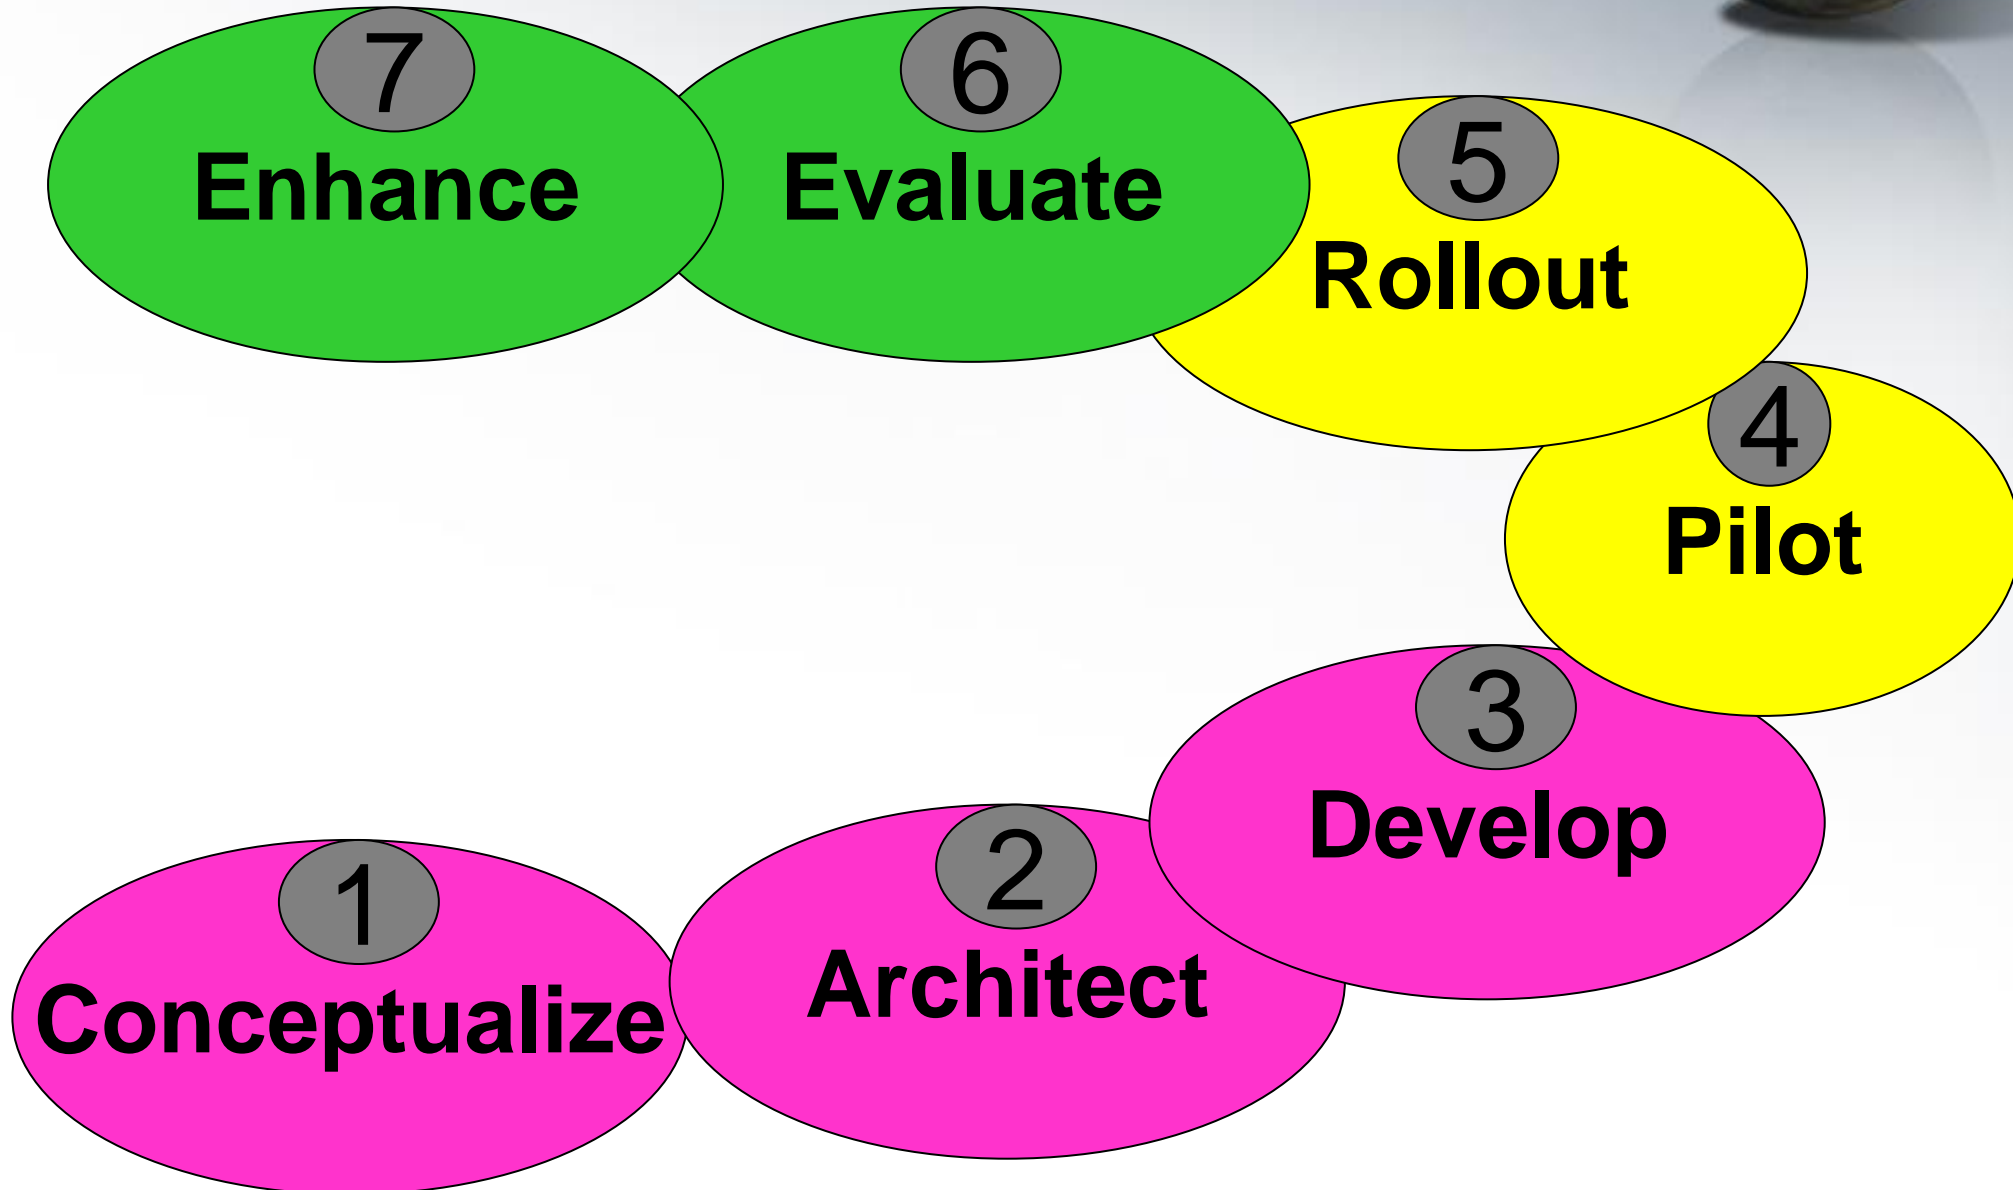 7
Enhance
6
Evaluate
5
Rollout
4
Pilot
3
Develop
2
Architect
1
Conceptualize